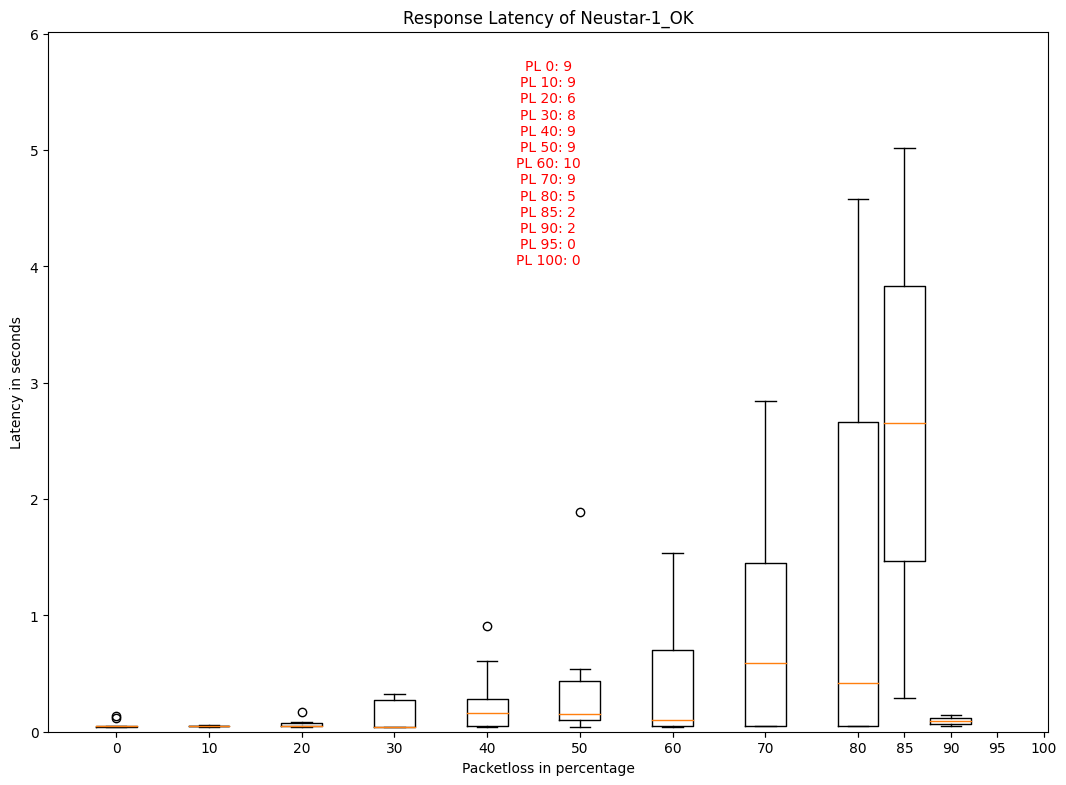 Response Latency of Neustar-1_OK
PL 0: 9
PL 10: 9
PL 20: 6
PL 30: 8
PL 40: 9
PL 50: 9
PL 60: 10
PL 70: 9
PL 80: 5
PL 85: 2
PL 90: 2
PL 95: 0
PL 100: 0
Latency in seconds
6
5
4
3
2
1
0
0 10 20 30 40 50 60 70 80 85 90 95 100
Packetloss in percentage